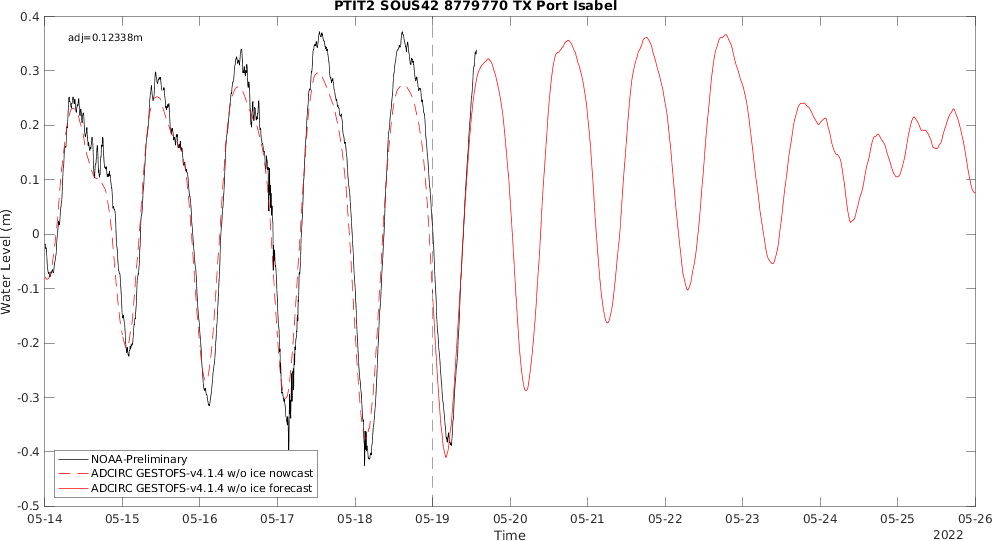 PTIT2 SOUS42 8779770 TX Port Isabel
adj=0.12338m
0.4
0.3
0.2
0.1
0
-0.1
-0.2
-0.3
-0.4
-0.5
Water Level (m)
NOAA-Preliminary
ADCIRC GESTOFS-v4.1.4 w/o ice nowcast
ADCIRC GESTOFS-v4.1.4 w/o ice forecast
05-14 05-15 05-16 05-17 05-18 05-19 05-20 05-21 05-22 05-23 05-24 05-25 05-26
Time
2022